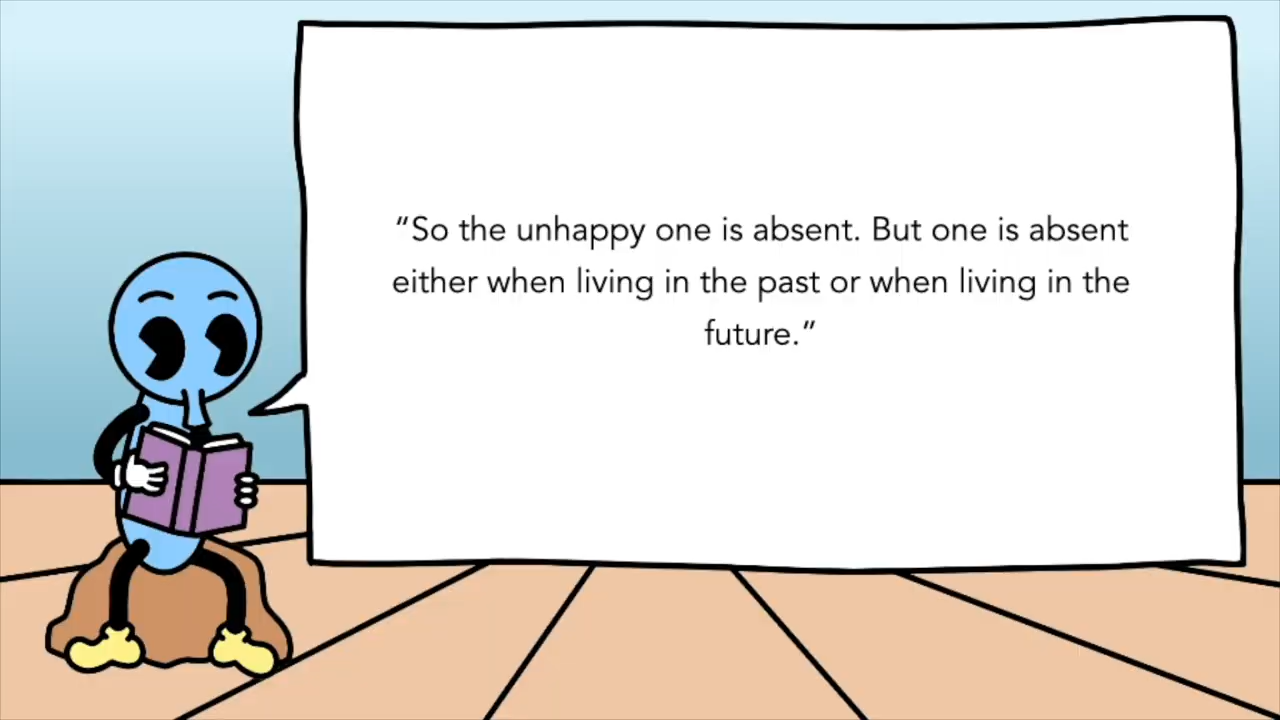 “So the unhappy one is absent. But one is absent
either when living in the past or when living in the
future.”